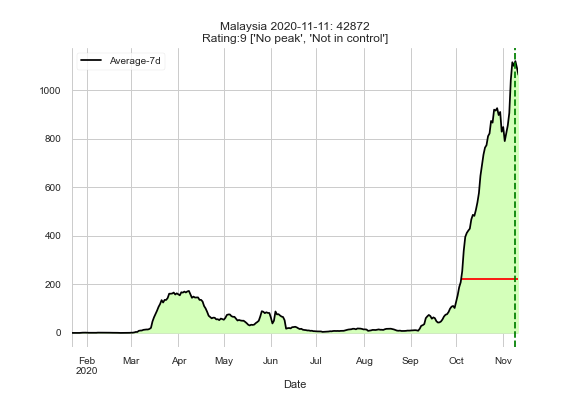 Malaysia 2020-11-11: 42872
Rating:9 ['No peak', 'Not in control']
Average-7d
1000
800
600
400
200
0
Feb Mar Apr May Jun Jul Aug Sep Oct Nov
2020
Date